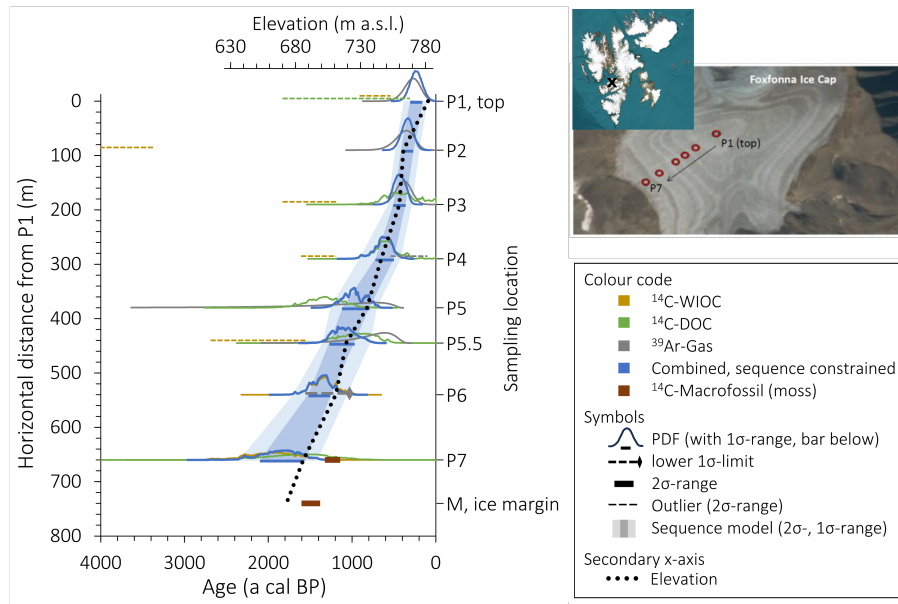 Elevation (m a.s.l.)
630 680 710 750 780
0
100
200
300
400
500
600
700
800
Horizontal distance from P1 (m)
P1, top
P2
P3
P4
P5
P5.5
P6
P7
M, ice margin
Sampling location
4000 3000 2000 1000 0
Age (a cal BP)
X
Foxfonna Ice Cap
P1 (top)
P7
Colour code
¹⁴C-WIOC
¹⁴C-DOC
³⁹Ar-Gas
Combined, sequence constrained
¹⁴C-Macrofossil (moss)
Symbols
PDF (with 1σ-range, bar below)
lower 1σ-limit
2σ-range
Outlier (2σ-range)
Sequence model (2σ-, 1σ-range)
Secondary x-axis
Elevation